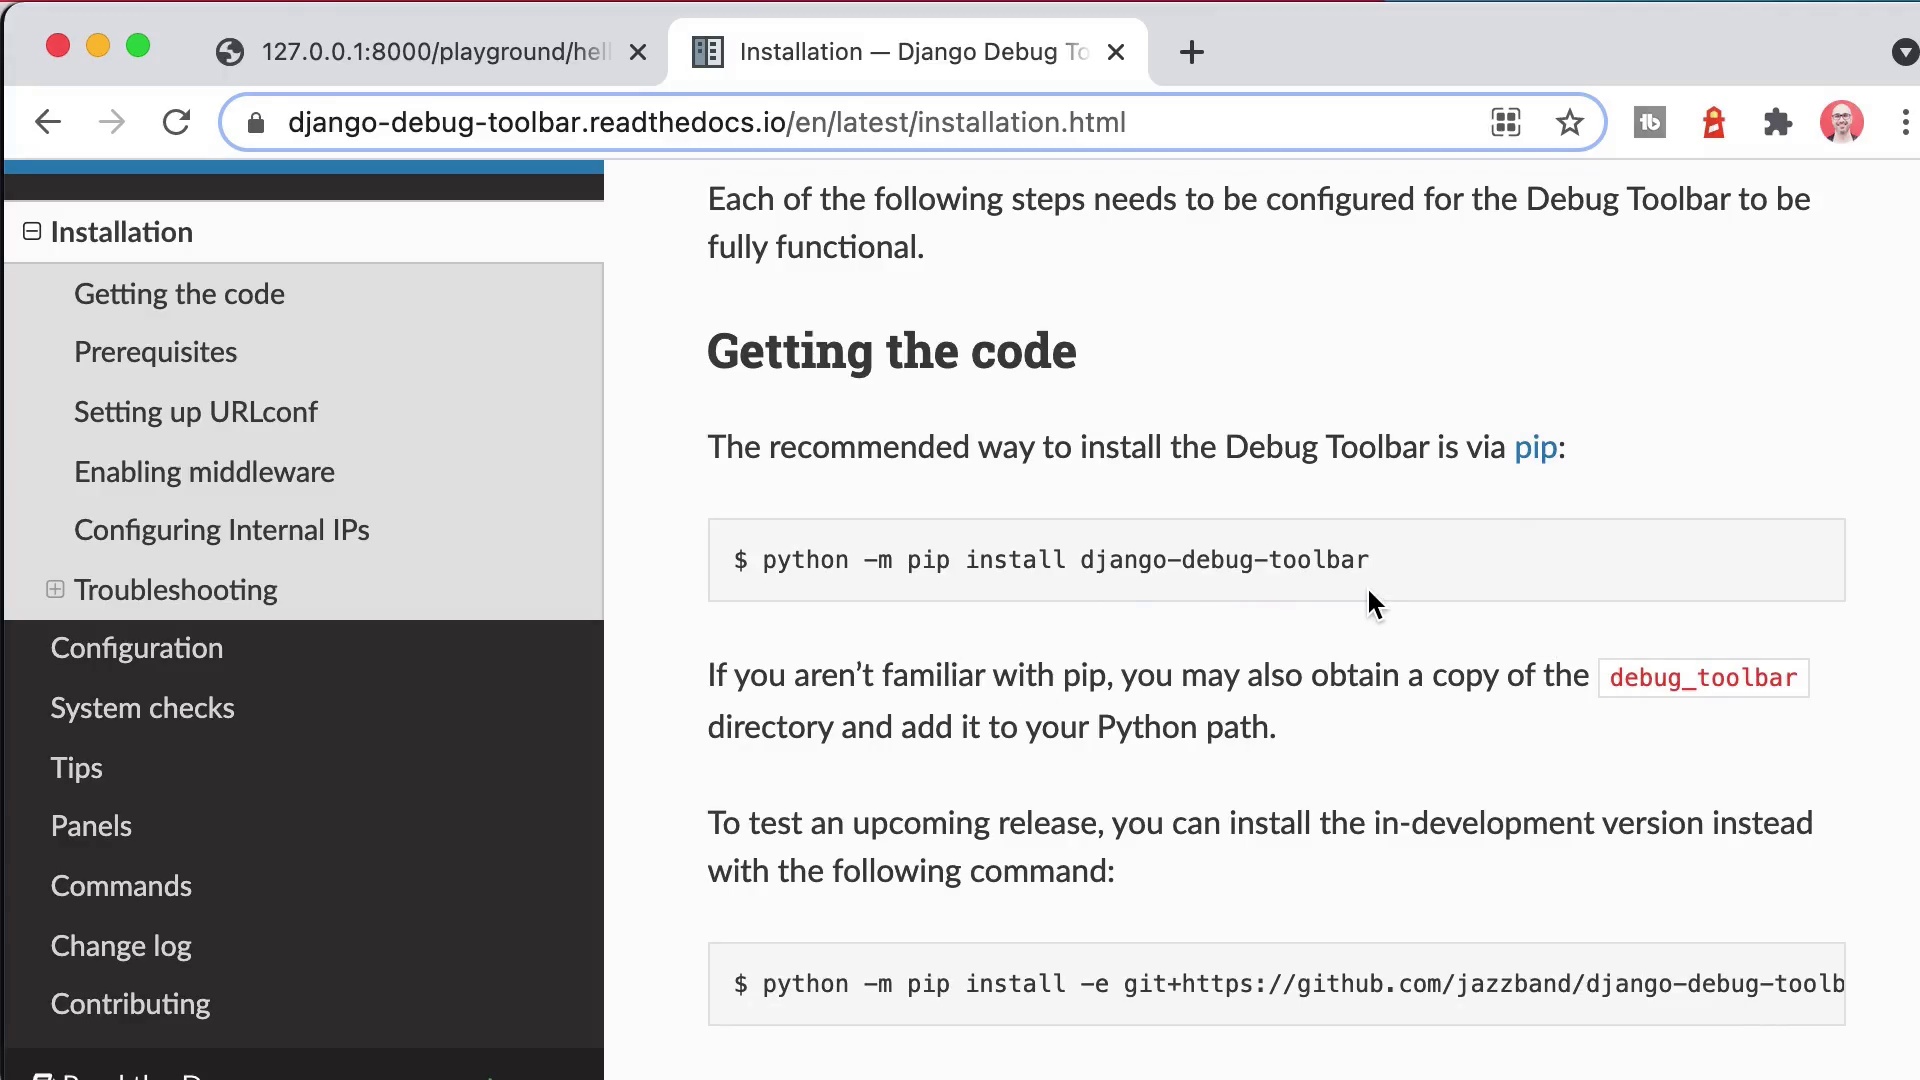 127.0.0.1:8000/playground/hell
Installation — Django Debug To
django-debug-toolbar.readthedocs.io/en/latest/installation.html
Installation
Getting the code
Prerequisites
Setting up URLconf
Enabling middleware
Configuring Internal IPs
Troubleshooting
Configuration
System checks
Tips
Panels
Commands
Change log
Contributing
Each of the following steps needs to be configured for the Debug Toolbar to be
fully functional.
Getting the code
The recommended way to install the Debug Toolbar is via pip:
$ python -m pip install django-debug-toolbar
If you aren’t familiar with pip, you may also obtain a copy of the debug_toolbar
directory and add it to your Python path.
To test an upcoming release, you can install the in-development version instead
with the following command:
$ python -m pip install -e git+https://github.com/jazzband/django-debug-toolb